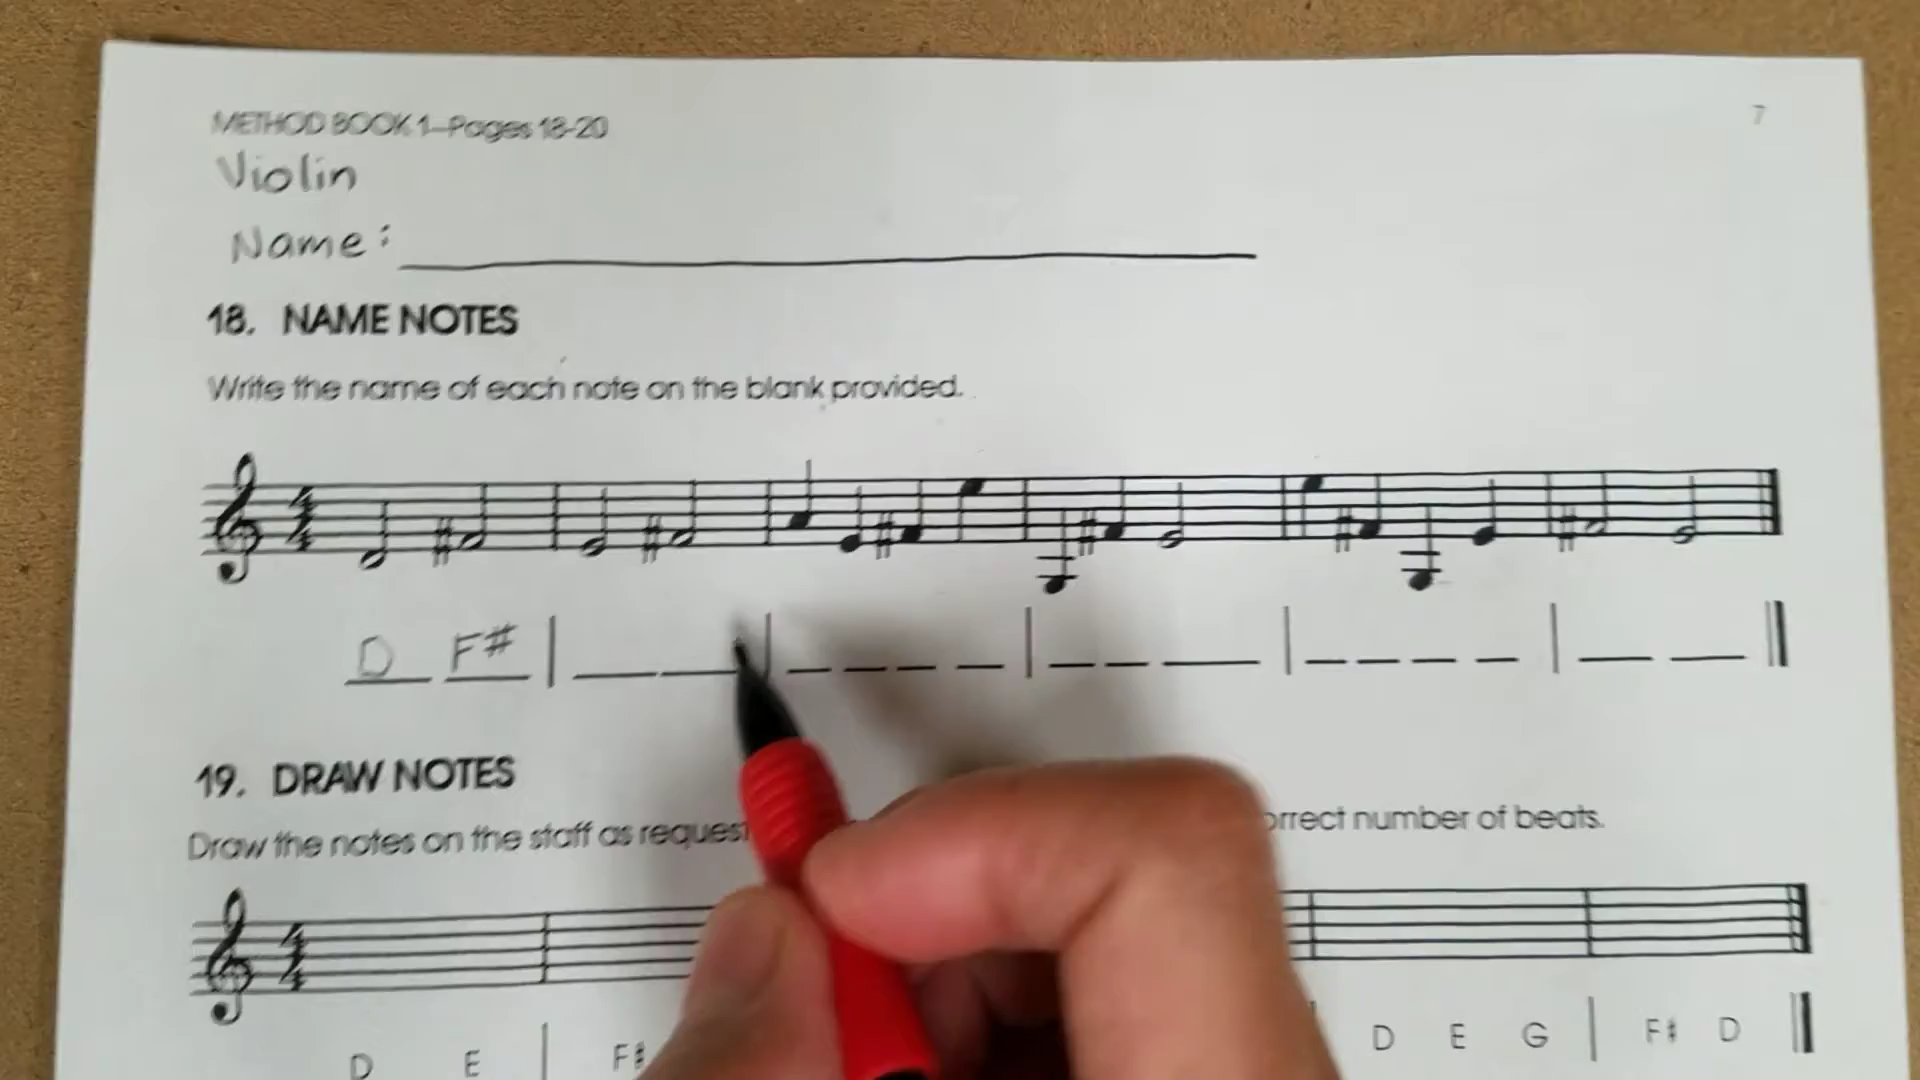 METHOD BOOK 1—Pages 18-20
7
Violin
Name:
18. NAME NOTES
Write the name of each note on the blank provided.
D F#
19. DRAW NOTES
Draw the notes on the staff as orrect number of beats.
D E F♯ D E G F♯ D